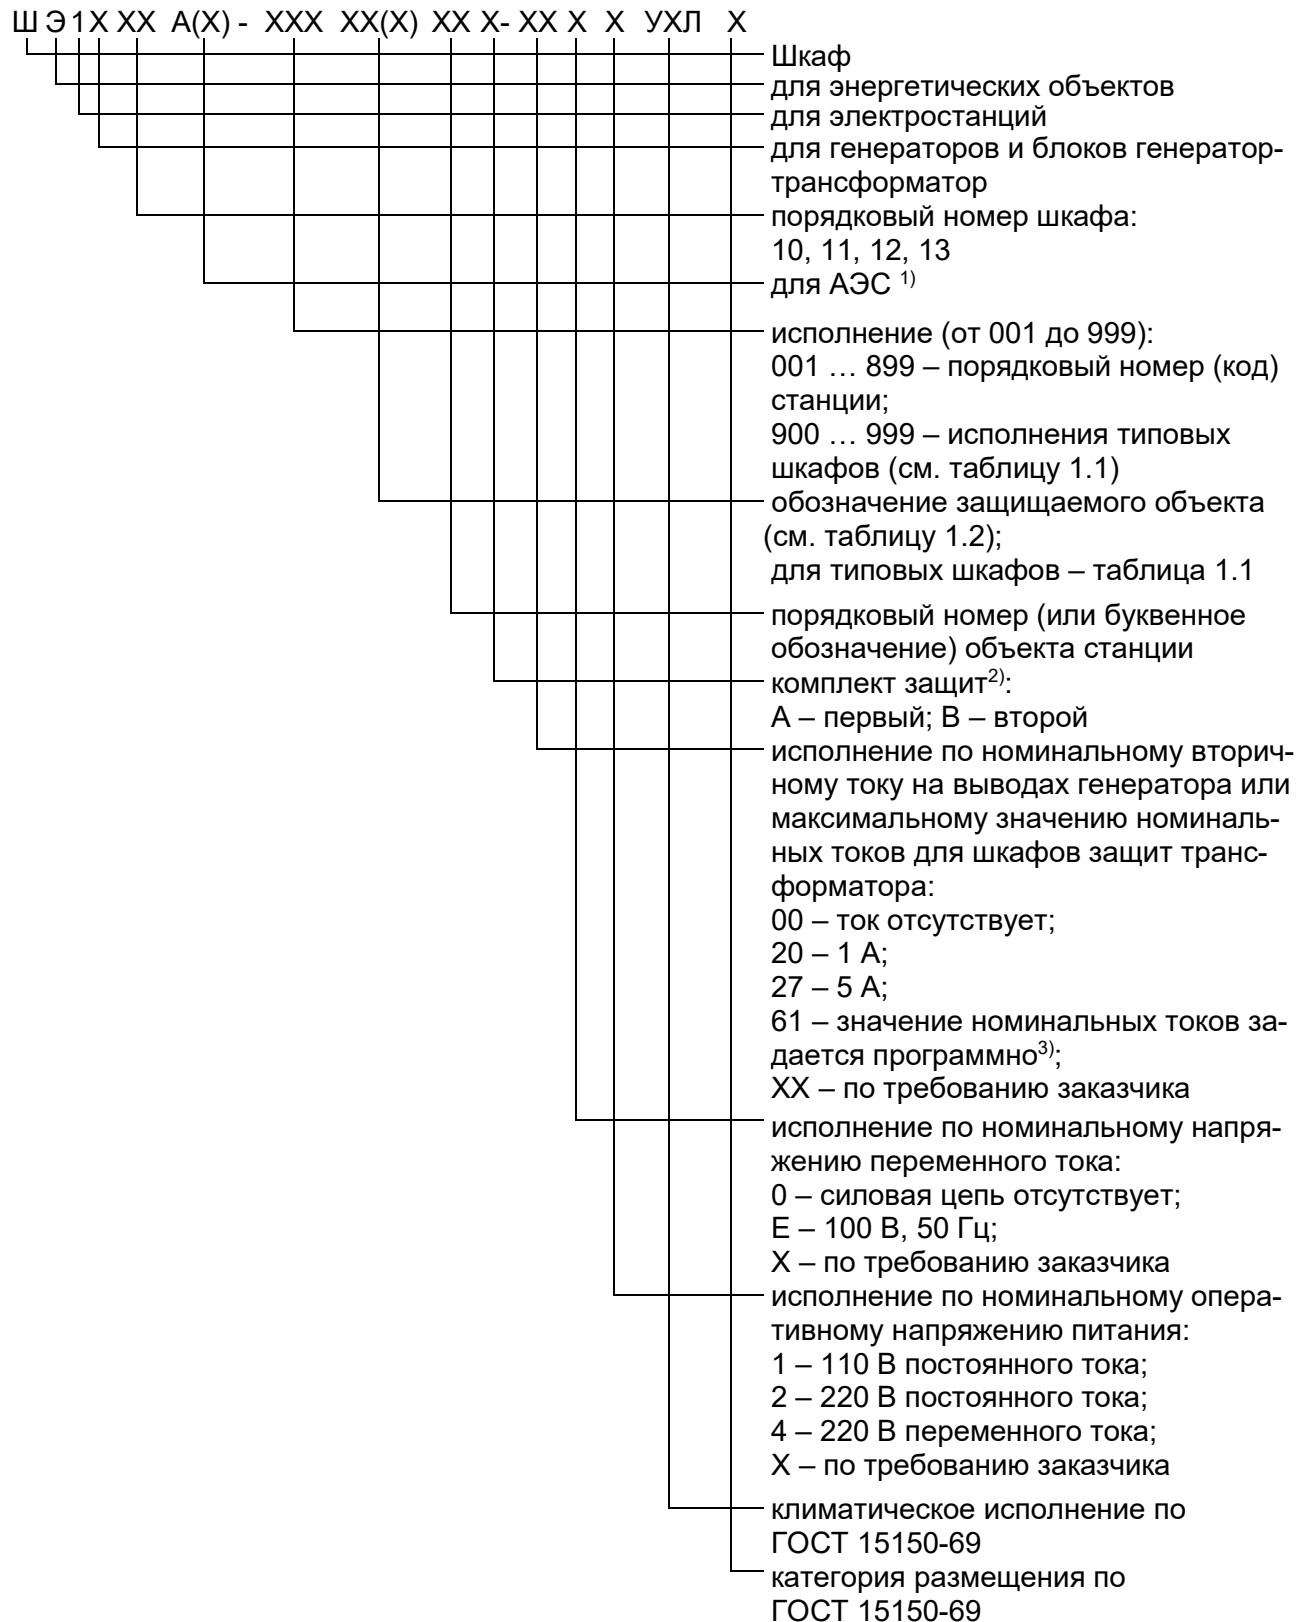 Ш Э 1 Х ХХ А(Х) - ХХХ ХХ(Х) ХХ Х- ХХ Х Х УХЛ Х
Шкаф
для энергетических объектов
для электростанций
для генераторов и блоков генератор-
трансформатор
порядковый номер шкафа:
10, 11, 12, 13
для АЭС 1)
исполнение (от 001 до 999):
001 … 899 – порядковый номер (код)
станции;
900 … 999 – исполнения типовых
шкафов (см. таблицу 1.1)
обозначение защищаемого объекта
(см. таблицу 1.2);
для типовых шкафов – таблица 1.1
порядковый номер (или буквенное
обозначение) объекта станции
комплект защит2):
А – первый; В – второй
исполнение по номинальному вторич-
ному току на выводах генератора или
максимальному значению номиналь-
ных токов для шкафов защит транс-
форматора:
00 – ток отсутствует;
20 – 1 А;
27 – 5 А;
61 – значение номинальных токов за-
дается программно3);
ХХ – по требованию заказчика
исполнение по номинальному напря-
жению переменного тока:
0 – силовая цепь отсутствует;
Е – 100 В, 50 Гц;
Х – по требованию заказчика
исполнение по номинальному опера-
тивному напряжению питания:
1 – 110 В постоянного тока;
2 – 220 В постоянного тока;
4 – 220 В переменного тока;
Х – по требованию заказчика
климатическое исполнение по
ГОСТ 15150-69
категория размещения по
ГОСТ 15150-69